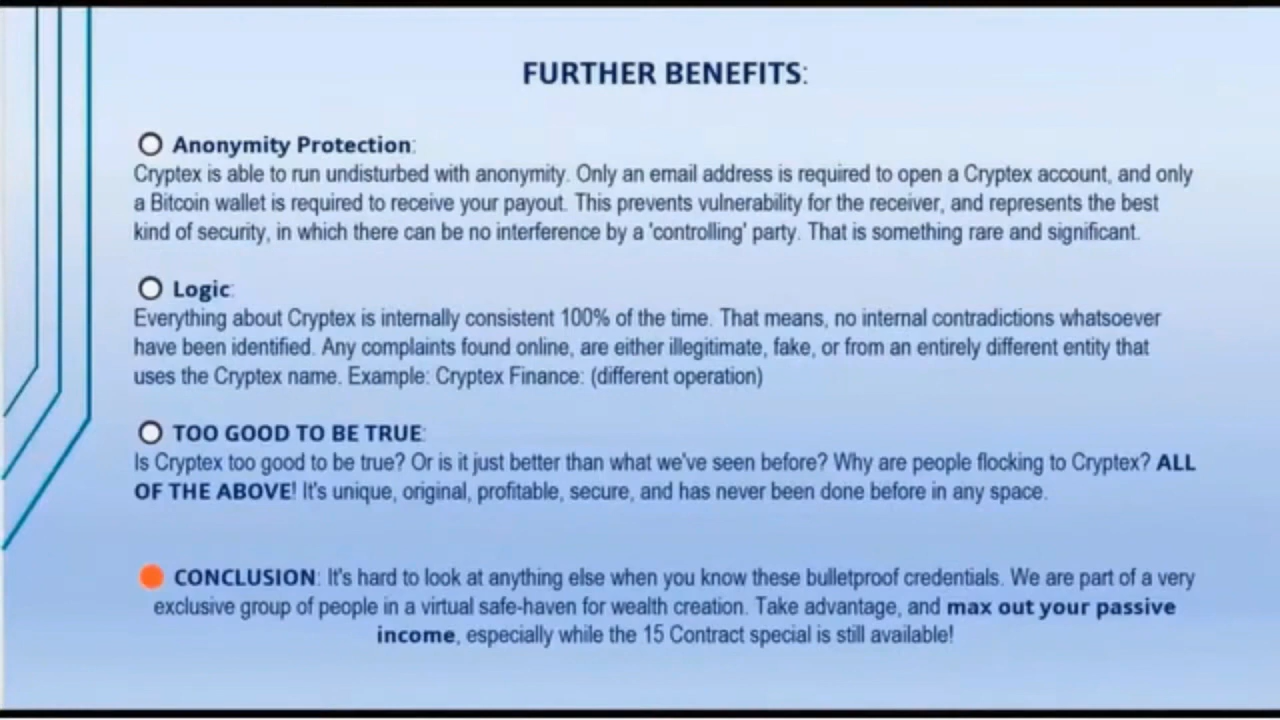 FURTHER BENEFITS:
Anonymity Protection:
Cryptex is able to run undisturbed with anonymity. Only an email address is required to open a Cryptex account, and only
a Bitcoin wallet is required to receive your payout. This prevents vulnerability for the receiver, and represents the best
kind of security, in which there can be no interference by a 'controlling' party. That is something rare and significant.
Logic:
Everything about Cryptex is internally consistent 100% of the time. That means, no internal contradictions whatsoever
have been identified. Any complaints found online, are either illegitimate, fake, or from an entirely different entity that
uses the Cryptex name. Example: Cryptex Finance: (different operation)
TOO GOOD TO BE TRUE:
Is Cryptex too good to be true? Or is it just better than what we've seen before? Why are people flocking to Cryptex? ALL
OF THE ABOVE! It's unique, original, profitable, secure, and has never been done before in any space.
CONCLUSION: It's hard to look at anything else when you know these bulletproof credentials. We are part of a very
exclusive group of people in a virtual safe-haven for wealth creation. Take advantage, and max out your passive
income, especially while the 15 Contract special is still available!